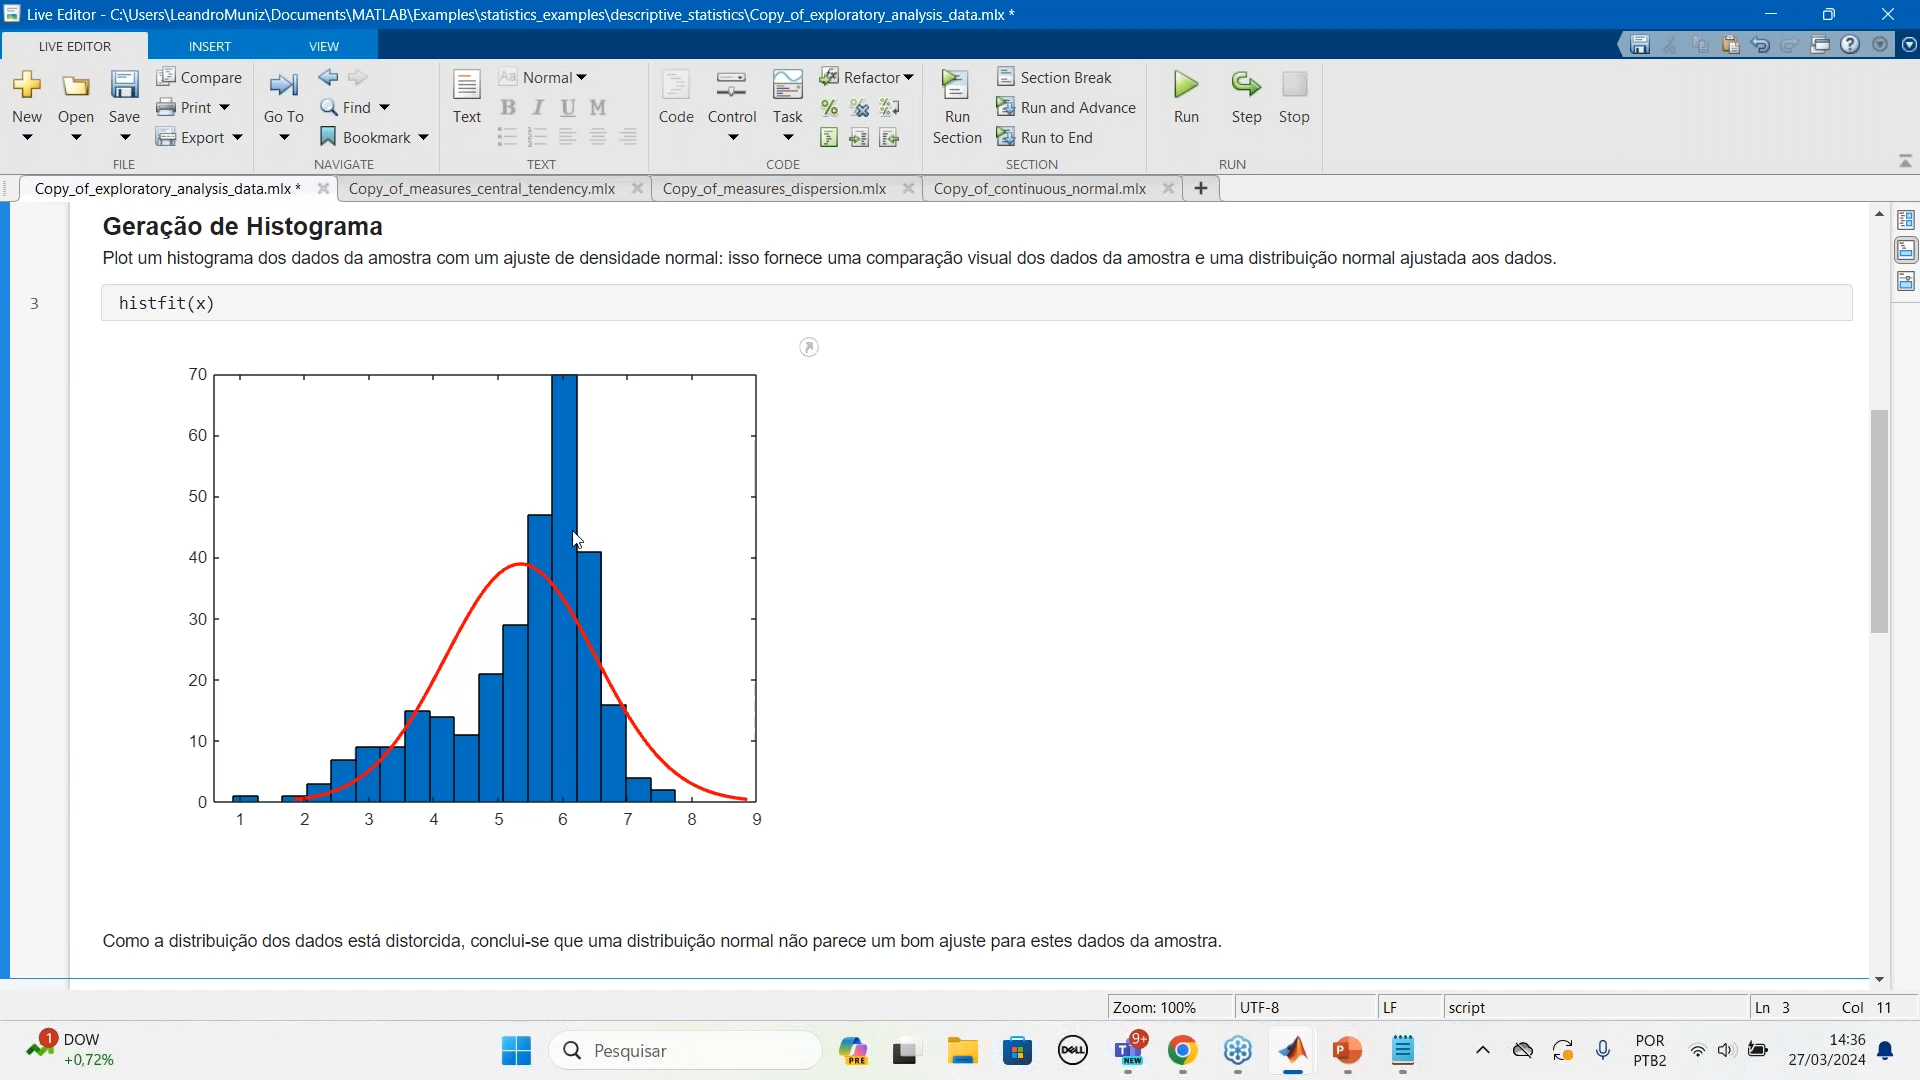 Live Editor - C:\Users\LeandroMuniz\Documents\MATLAB\Examples\statistics_examples\descriptive_statistics\Copy_of_exploratory_analysis_data.mlx *
LIVE EDITOR INSERT VIEW
New Open Save Compare Print Export
FILE
Go To Find Bookmark
NAVIGATE
Text Aa Normal
B I U M
TEXT
Code Control Task Refactor
CODE
Run Section Section Break Run and Advance Run to End
SECTION
Run Step Stop
RUN
Copy_of_exploratory_analysis_data.mlx * Copy_of_measures_central_tendency.mlx Copy_of_measures_dispersion.mlx Copy_of_continuous_normal.mlx
Geração de Histograma
Plot um histograma dos dados da amostra com um ajuste de densidade normal: isso fornece uma comparação visual dos dados da amostra e uma distribuição normal ajustada aos dados.
3 histfit(x)
70
60
50
40
30
20
10
0
1 2 3 4 5 6 7 8 9
Como a distribuição dos dados está distorcida, conclui-se que uma distribuição normal não parece um bom ajuste para estes dados da amostra.
Zoom: 100% UTF-8 LF script Ln 3 Col 11
1 DOW
+0,72%
Pesquisar
PRE
DELL
9+
NEW
POR
PTB2
14:36
27/03/2024